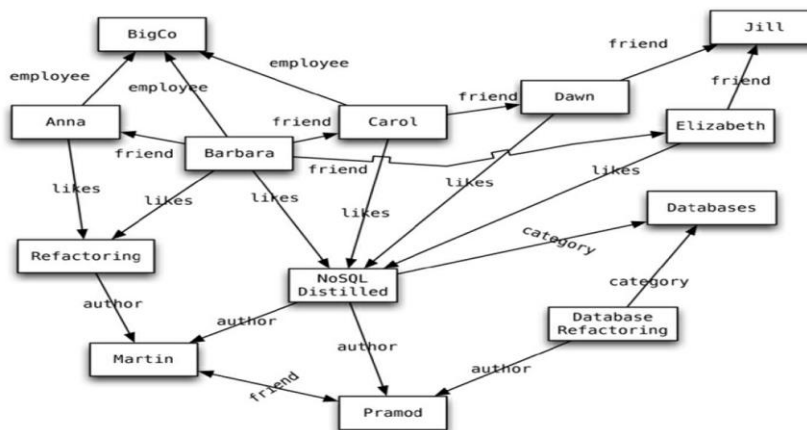 BigCo
Jill
friend
employee
employee
employee
friend
Dawn
friend
Anna
friend
Carol
Elizabeth
friend
Barbara
friend
likes
likes
likes
likes
likes
likes
Databases
Refactoring
category
NoSQL
Distilled
category
author
author
Database
Refactoring
author
Martin
author
friend
Pramod